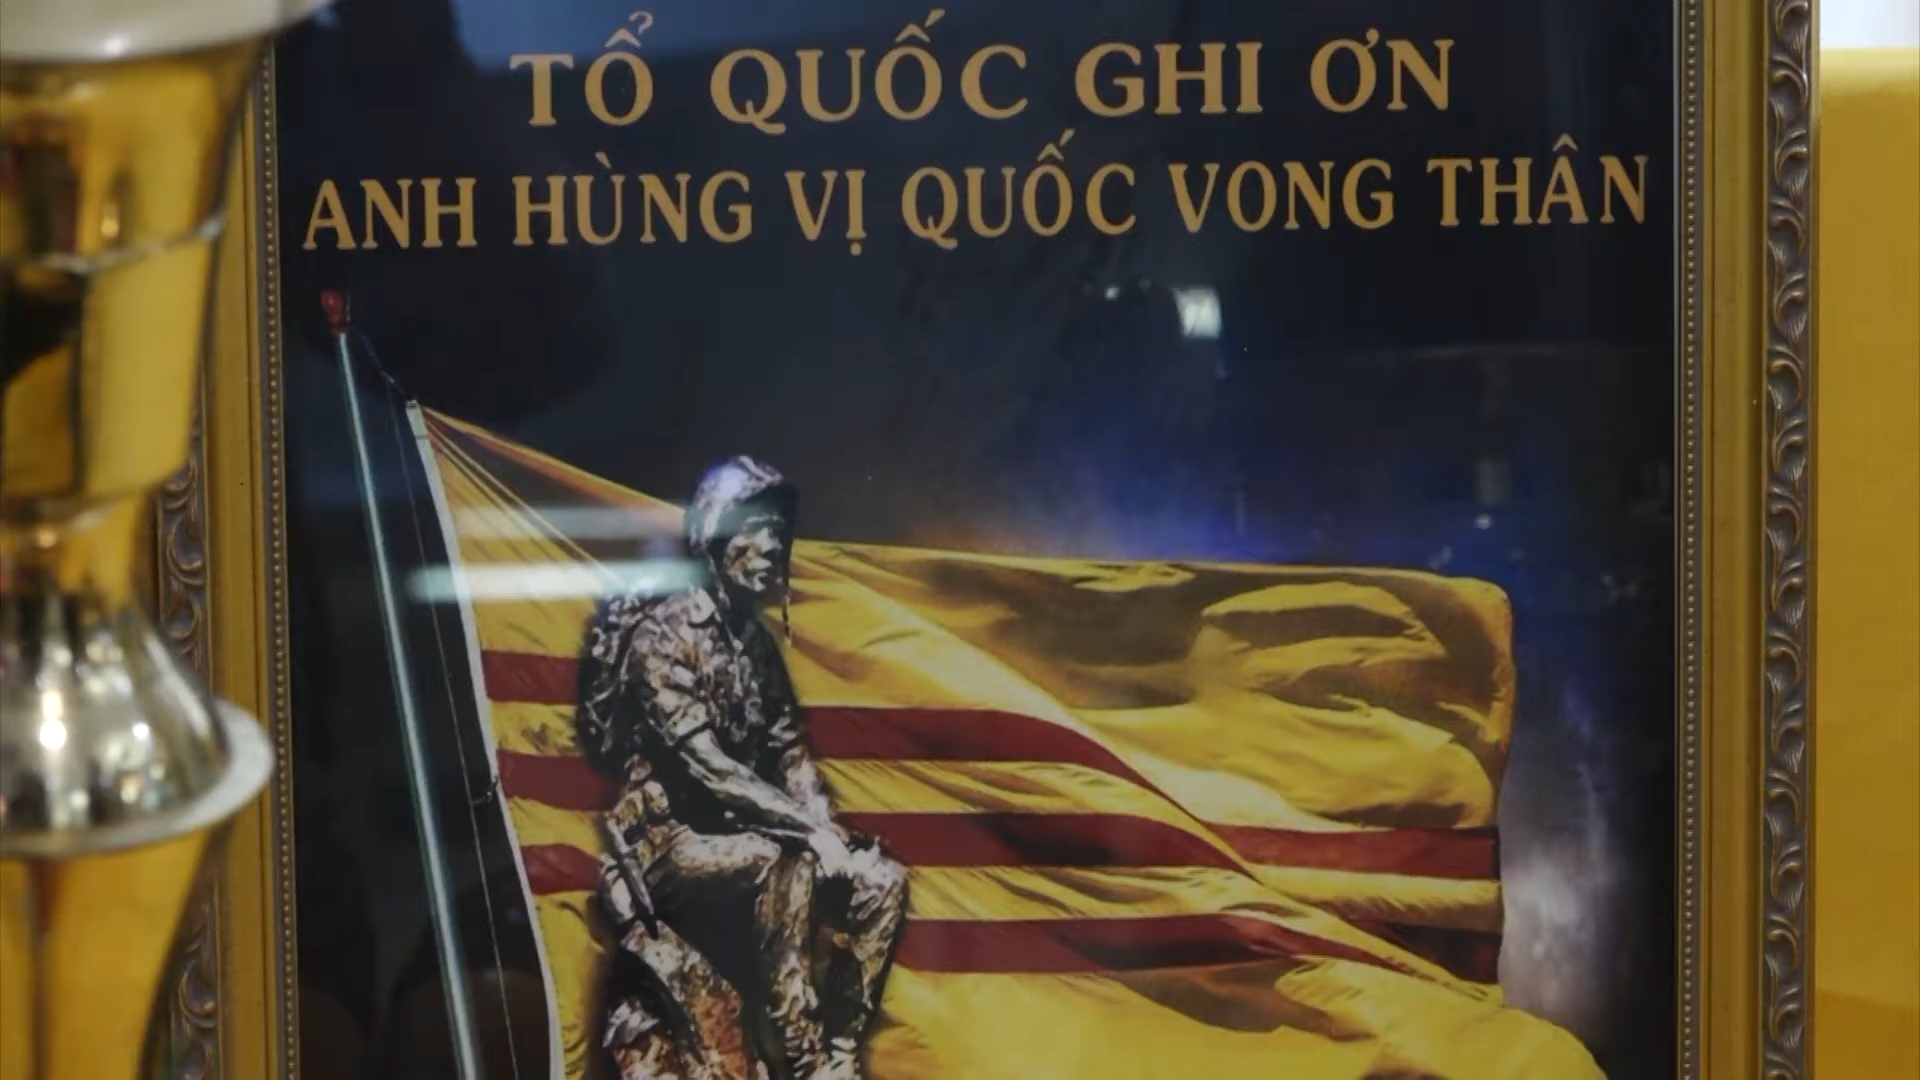 TỔ QUỐC GHI ƠN
ANH HÙNG VỊ QUỐC VONG THÂN